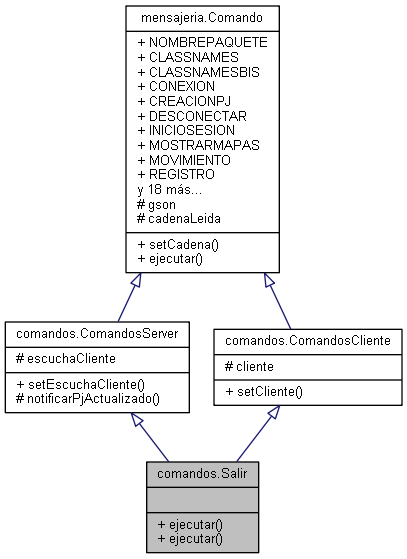 mensajeria.Comando
+ NOMBREPAQUETE
+ CLASSNAMES
+ CLASSNAMESBIS
+ CONEXION
+ CREACIONPJ
+ DESCONECTAR
+ INICIOSESION
+ MOSTRARMAPAS
+ MOVIMIENTO
+ REGISTRO
y 18 más...
# gson
# cadenaLeida
+ setCadena()
+ ejecutar()
comandos.ComandosServer
# escuchaCliente
+ setEscuchaCliente()
# notificarPjActualizado()
comandos.ComandosCliente
# cliente
+ setCliente()
comandos.Salir
+ ejecutar()
+ ejecutar()